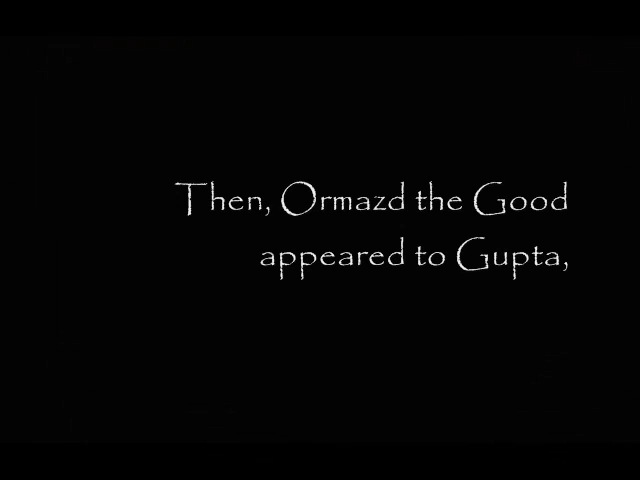 Then, Ormazd the Good
appeared to Gupta,